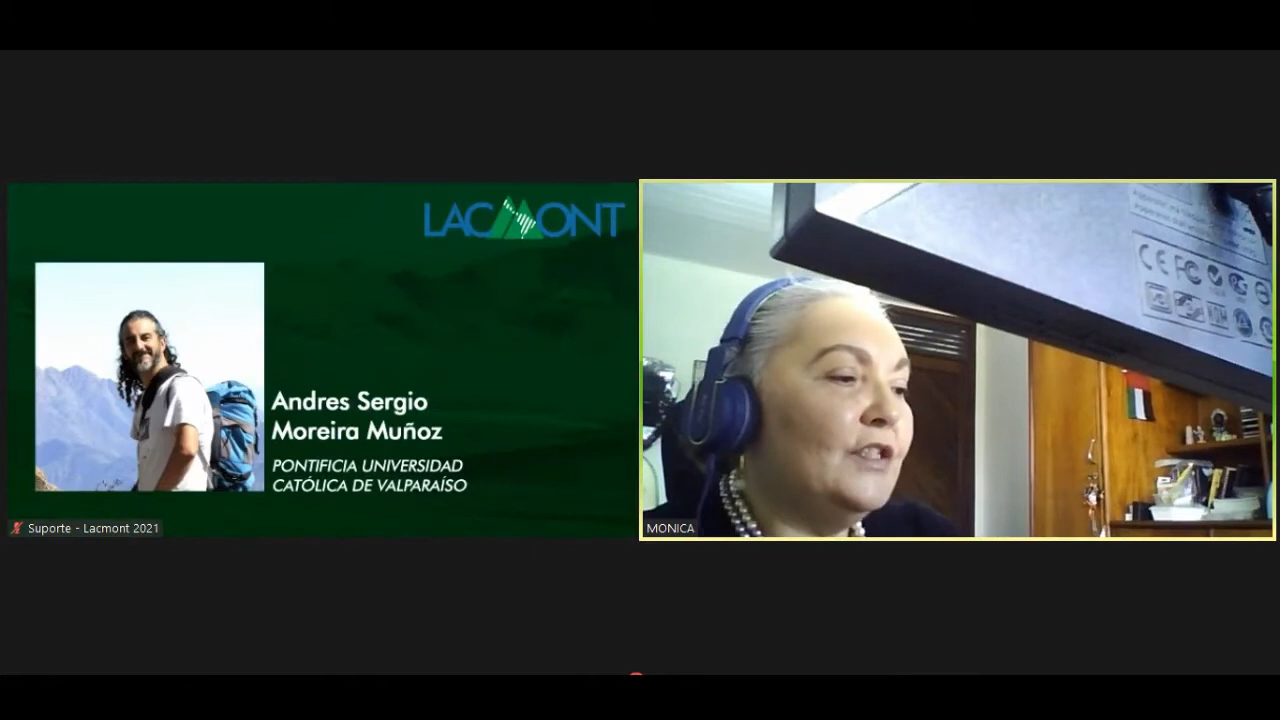 LACMONT
Andres Sergio
Moreira Muñoz
PONTIFICIA UNIVERSIDAD
CATÓLICA DE VALPARAÍSO
Suporte - Lacmont 2021
MONICA
CE FC